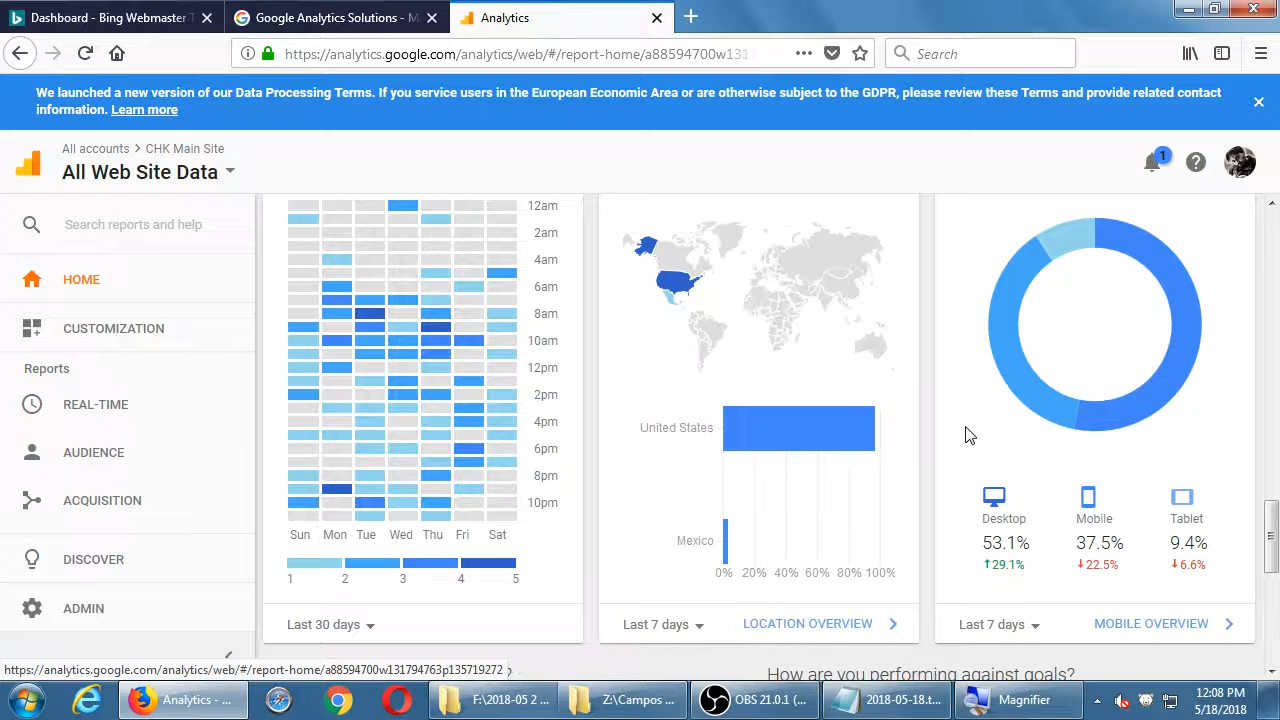 Dashboard - Bing Webmaster T
Google Analytics Solutions - M
Analytics
https://analytics.google.com/analytics/web/#/report-home/a88594700w131
Search
We launched a new version of our Data Processing Terms. If you service users in the European Economic Area or are otherwise subject to the GDPR, please review these Terms and provide related contact
information. Learn more
All accounts > CHK Main Site
All Web Site Data
1
Search reports and help
HOME
CUSTOMIZATION
Reports
REAL-TIME
AUDIENCE
ACQUISITION
DISCOVER
ADMIN
12am
2am
4am
6am
8am
10am
12pm
2pm
4pm
6pm
8pm
10pm
Sun Mon Tue Wed Thu Fri Sat
1 2 3 4 5
Last 30 days
United States
Mexico
0% 20% 40% 60% 80% 100%
Last 7 days
LOCATION OVERVIEW
Desktop Mobile Tablet
53.1% 37.5% 9.4%
29.1% 22.5% 6.6%
Last 7 days
MOBILE OVERVIEW
How are you performing against goals?
https://analytics.google.com/analytics/web/#/report-home/a88594700w131794763p135719272
Analytics - ...
F:\2018-05 2 ...
Z:\Campos ...
OBS 21.0.1 (...
2018-05-18.t...
Magnifier
12:08 PM
5/18/2018